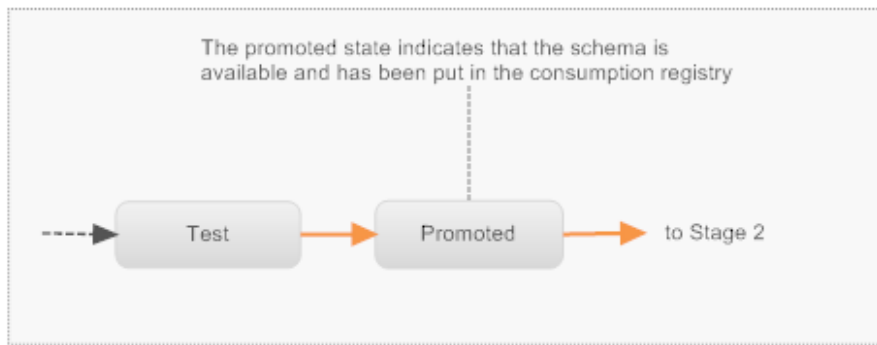 The promoted state indicates that the schema is
available and has been put in the consumption registry
Test
Promoted
to Stage 2